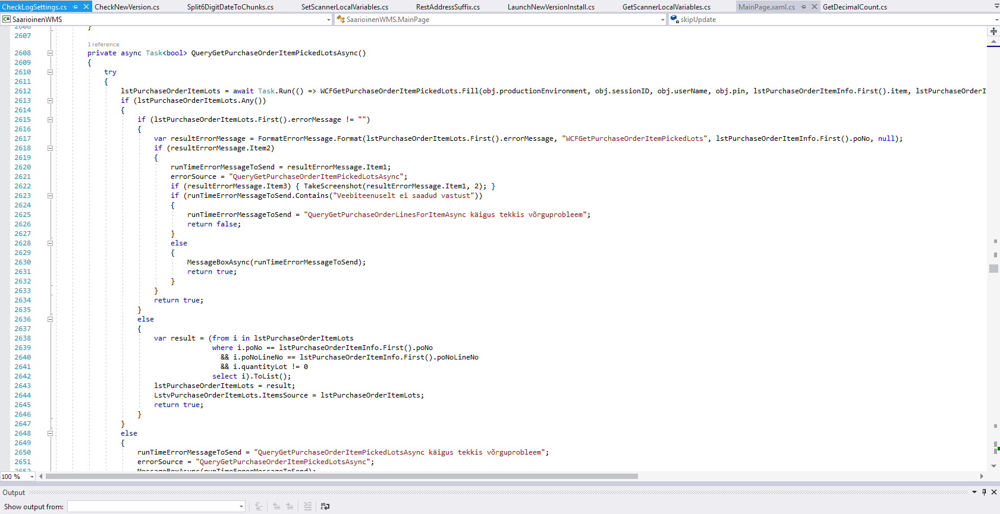 CheckLogSettings.cs CheckNewVersion.cs Split6DigitDateToChunks.cs SetScannerLocalVariables.cs RestAddressSuffix.cs LaunchNewVersionInstall.cs GetScannerLocalVariables.cs MainPage.xaml.cs GetDecimalCount.cs
C# SaarioinenWMS SaarioinenWMS.MainPage skipUpdate
2606 }
2607
1 reference
2608 private async Task<bool> QueryGetPurchaseOrderItemPickedLotsAsync()
2609 {
2610 try
2611 {
2612 lstPurchaseOrderItemLots = await Task.Run(() => WCFGetPurchaseOrderItemPickedLots.Fill(obj.productionEnvironment, obj.sessionID, obj.userName, obj.pin, lstPurchaseOrderItemInfo.First().item, lstPurchaseOrderI
2613 if (lstPurchaseOrderItemLots.Any())
2614 {
2615 if (lstPurchaseOrderItemLots.First().errorMessage != "")
2616 {
2617 var resultErrorMessage = FormatErrorMessage.Format(lstPurchaseOrderItemLots.First().errorMessage, "WCFGetPurchaseOrderItemPickedLots", lstPurchaseOrderItemInfo.First().poNo, null);
2618 if (resultErrorMessage.Item2)
2619 {
2620 runTimeErrorMessageToSend = resultErrorMessage.Item1;
2621 errorSource = "QueryGetPurchaseOrderItemPickedLotsAsync";
2622 if (resultErrorMessage.Item3) { TakeScreenshot(resultErrorMessage.Item1, 2); }
2623 if (runTimeErrorMessageToSend.Contains("Veebiteenuselt ei saadud vastust"))
2624 {
2625 runTimeErrorMessageToSend = "QueryGetPurchaseOrderLinesForItemAsync käigus tekkis võrguprobleem";
2626 return false;
2627 }
2628 else
2629 {
2630 MessageBoxAsync(runTimeErrorMessageToSend);
2631 return true;
2632 }
2633 }
2634 return true;
2635 }
2636 else
2637 {
2638 var result = (from i in lstPurchaseOrderItemLots
2639 where i.poNo == lstPurchaseOrderItemInfo.First().poNo
2640 && i.poNoLineNo == lstPurchaseOrderItemInfo.First().poNoLineNo
2641 && i.quantityLot != 0
2642 select i).ToList();
2643 lstPurchaseOrderItemLots = result;
2644 LstvPurchaseOrderItemLots.ItemsSource = lstPurchaseOrderItemLots;
2645 return true;
2646 }
2647 }
2648 else
2649 {
2650 runTimeErrorMessageToSend = "QueryGetPurchaseOrderItemPickedLotsAsync käigus tekkis võrguprobleem";
2651 errorSource = "QueryGetPurchaseOrderItemPickedLotsAsync";
2652 MessageBoxAsync(runTimeErrorMessageToSend);
100 %
Output
Show output from: